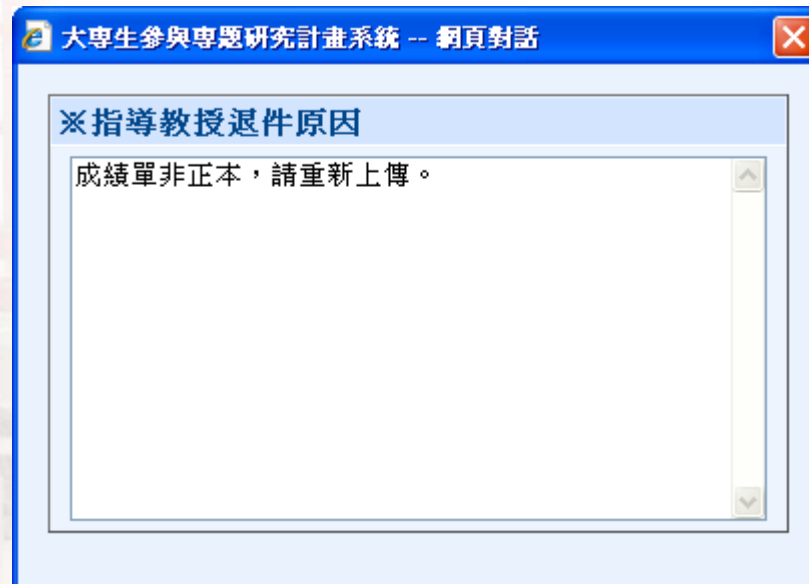 大專生參與專題研究計畫系統 -- 網頁對話
※指導教授退件原因
成績單非正本，請重新上傳。